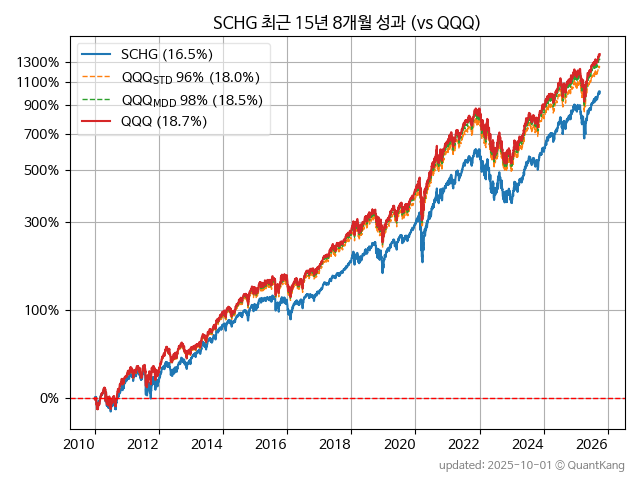 SCHG 최근 15년 8개월 성과 (vs QQQ)
SCHG (16.5%)
QQQSTD 96% (18.0%)
QQQMDD 98% (18.5%)
QQQ (18.7%)
1300%
1100%
900%
700%
500%
300%
100%
0%
2010 2012 2014 2016 2018 2020 2022 2024 2026
updated: 2025-10-01 © QuantKang